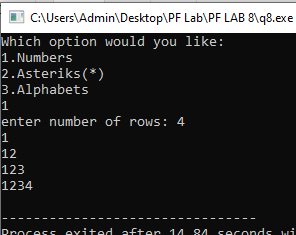 C:\Users\Admin\Desktop\PF Lab\PF LAB 8\q8.exe
Which option would you like:
1.Numbers
2.Asteriks(*)
3.Alphabets
1
enter number of rows: 4
1
12
123
1234
--------------------------------
Process exited after 14.84 seconds wi